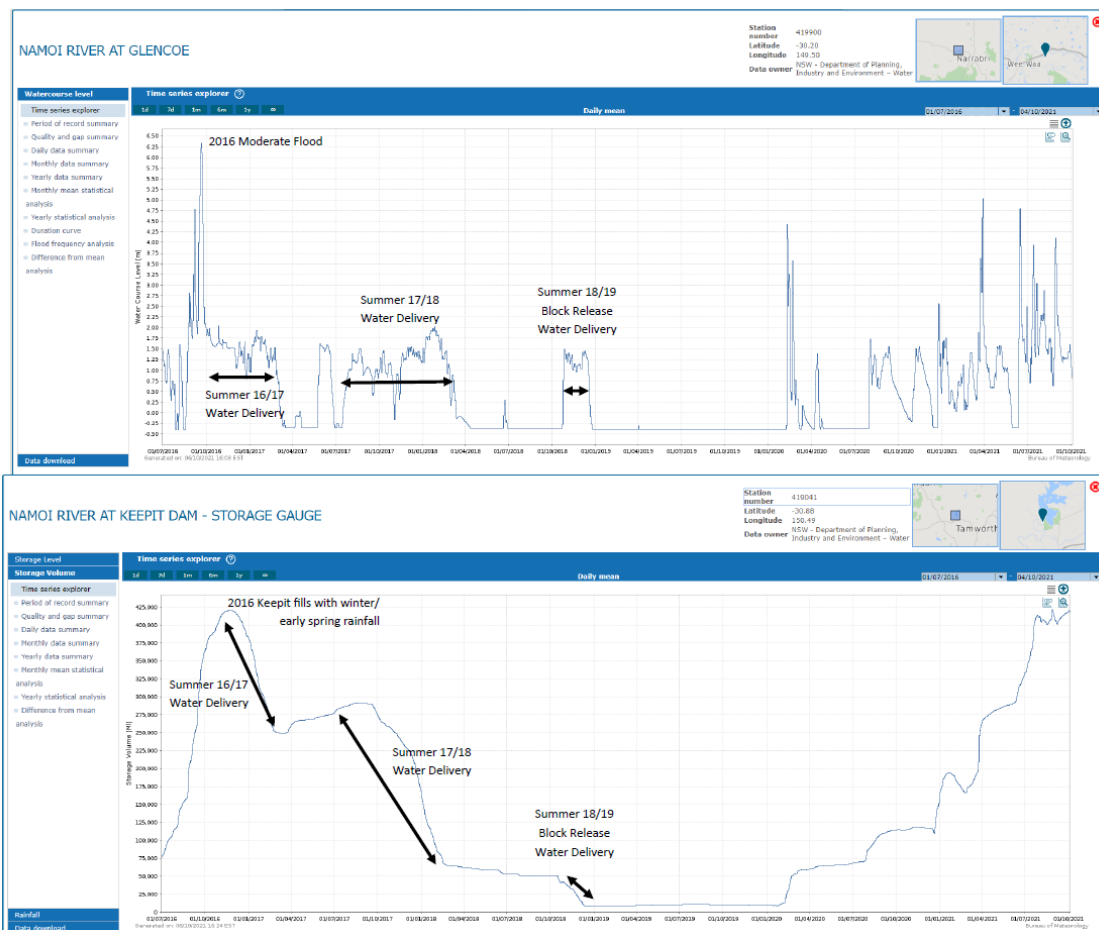 NAMOI RIVER AT GLENCOE
Station number 419900
Latitude -30.20
Longitude 149.50
Data owner NSW - Department of Planning, Industry and Environment - Water
Narrabri
Wee Waa
Watercourse level
Time series explorer
Period of record summary
Quality and gap summary
Daily data summary
Monthly data summary
Yearly data summary
Monthly mean statistical
analysis
Yearly statistical analysis
Duration curve
Flood frequency analysis
Difference from mean
analysis
Data download
Time series explorer
1d 7d 1m 6m 1y ∞
Daily mean
01/07/2016 - 04/10/2021
2016 Moderate Flood
Summer 16/17
Water Delivery
Summer 17/18
Water Delivery
Summer 18/19
Block Release
Water Delivery
Water Course Level [m]
6.50
6.25
6.00
5.75
5.50
5.25
5.00
4.75
4.50
4.25
4.00
3.75
3.50
3.25
3.00
2.75
2.50
2.25
2.00
1.75
1.50
1.25
1.00
0.75
0.50
0.25
0.00
-0.25
-0.50
01/07/2016 01/10/2016 01/01/2017 01/04/2017 01/07/2017 01/10/2017 01/01/2018 01/04/2018 01/07/2018 01/10/2018 01/01/2019 01/04/2019 01/07/2019 01/10/2019 01/01/2020 01/04/2020 01/07/2020 01/10/2020 01/01/2021 01/04/2021 01/07/2021 01/10/2021
Generated on: 06/10/2021 16:08 EST
Bureau of Meteorology
NAMOI RIVER AT KEEPIT DAM - STORAGE GAUGE
Station number 419041
Latitude -30.88
Longitude 150.49
Data owner NSW - Department of Planning, Industry and Environment - Water
Tamworth
Storage Level
Storage Volume
Time series explorer
Period of record summary
Quality and gap summary
Daily data summary
Monthly data summary
Yearly data summary
Monthly mean statistical
analysis
Yearly statistical analysis
Difference from mean
analysis
Rainfall
Data download
Time series explorer
1d 7d 1m 6m 1y ∞
Daily mean
01/07/2016 - 04/10/2021
2016 Keepit fills with winter/
early spring rainfall
Summer 16/17
Water Delivery
Summer 17/18
Water Delivery
Summer 18/19
Block Release
Water Delivery
Storage Volume [Ml]
425,000
400,000
375,000
350,000
325,000
300,000
275,000
250,000
225,000
200,000
175,000
150,000
125,000
100,000
75,000
50,000
25,000
0
01/07/2016 01/10/2016 01/01/2017 01/04/2017 01/07/2017 01/10/2017 01/01/2018 01/04/2018 01/07/2018 01/10/2018 01/01/2019 01/04/2019 01/07/2019 01/10/2019 01/01/2020 01/04/2020 01/07/2020 01/10/2020 01/01/2021 01/04/2021 01/07/2021 01/10/2021
Bureau of Meteorology